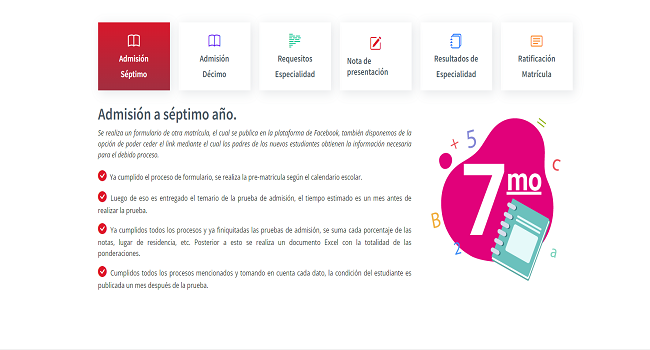 Admisión
Séptimo
Admisión
Décimo
Requesitos
Especialidad
Nota de
presentación
Resultados de
Especialidad
Ratificación
Matrícula
Admisión a séptimo año.
Se realiza un formulario de otra matrícula, el cual se publica en la plataforma de Facebook, también disponemos de la
opción de poder ceder el link mediante el cual los padres de los nuevos estudiantes obtienen la información necesaria
para el debido proceso.
Ya cumplido el proceso de formulario, se realiza la pre-matricula según el calendario escolar.
Luego de eso es entregado el temario de la prueba de admisión, el tiempo estimado es un mes antes de
realizar la prueba.
Ya cumplidos todos los procesos y ya finiquitadas las pruebas de admisión, se suma cada porcentaje de las
notas, lugar de residencia, etc. Posterior a esto se realiza un documento Excel con la totalidad de las
ponderaciones.
Cumplidos todos los procesos mencionados y tomando en cuenta cada dato, la condición del estudiante es
publicada un mes después de la prueba.
+ 5 =
7mo
C
B
2
a